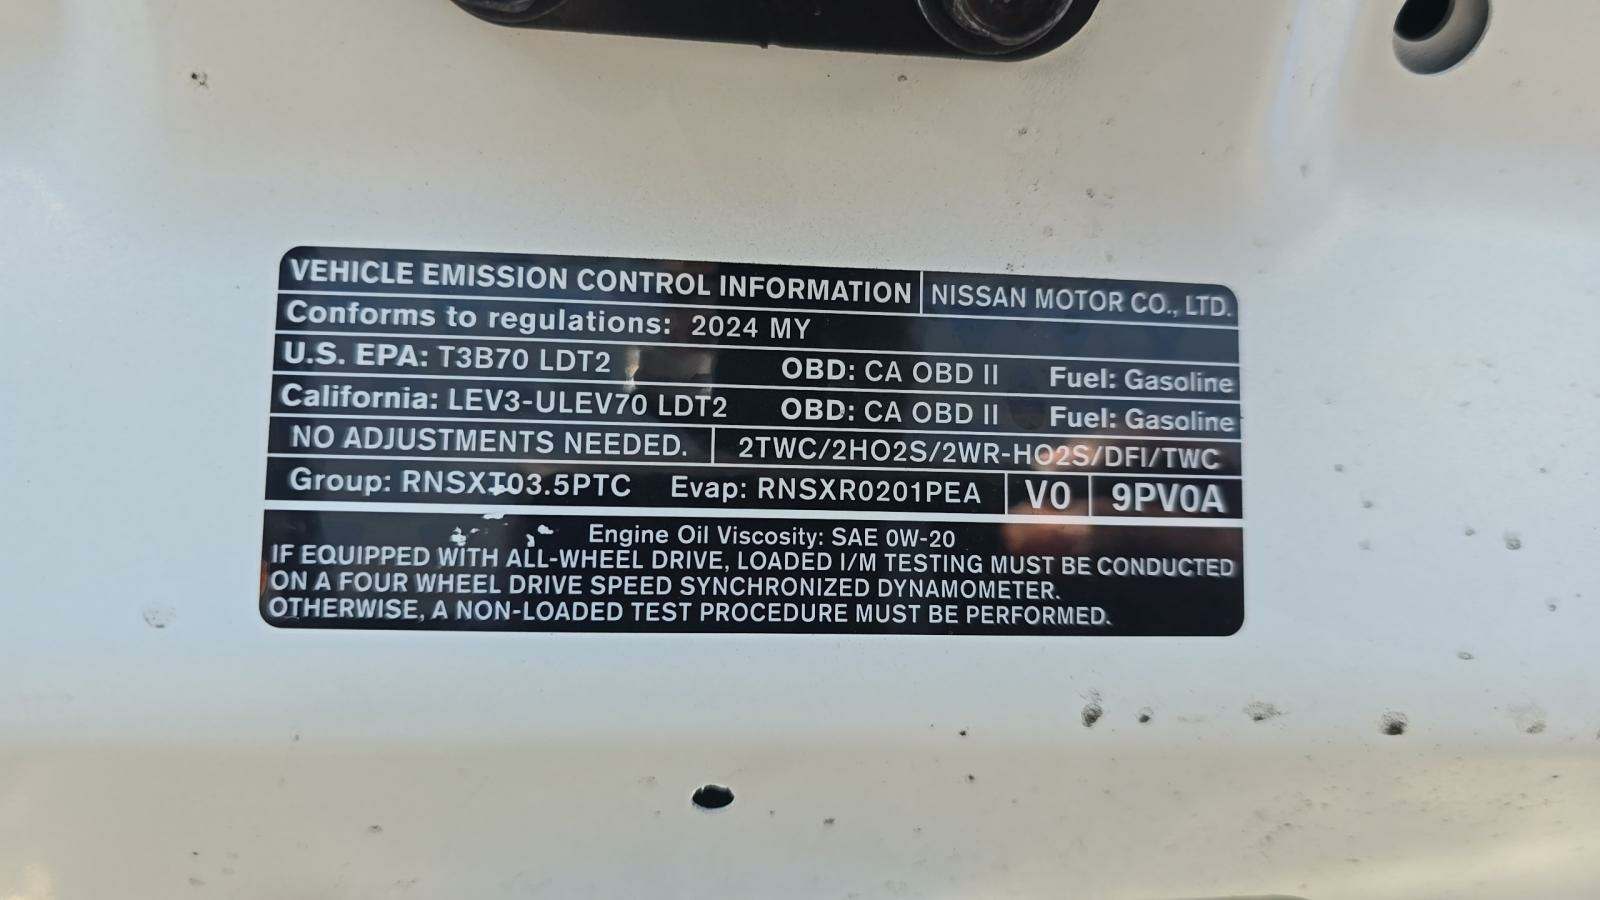 VEHICLE EMISSION CONTROL INFORMATION NISSAN MOTOR CO., LTD.
Conforms to regulations: 2024 MY
U.S. EPA: T3B70 LDT2 OBD: CA OBD II Fuel: Gasoline
California: LEV3-ULEV70 LDT2 OBD: CA OBD II Fuel: Gasoline
NO ADJUSTMENTS NEEDED. 2TWC/2HO2S/2WR-HO2S/DFI/TWC
Group: RNSXT03.5PTC Evap: RNSXR0201PEA V0 9PV0A
Engine Oil Viscosity: SAE 0W-20
IF EQUIPPED WITH ALL-WHEEL DRIVE, LOADED I/M TESTING MUST BE CONDUCTED
ON A FOUR WHEEL DRIVE SPEED SYNCHRONIZED DYNAMOMETER.
OTHERWISE, A NON-LOADED TEST PROCEDURE MUST BE PERFORMED.